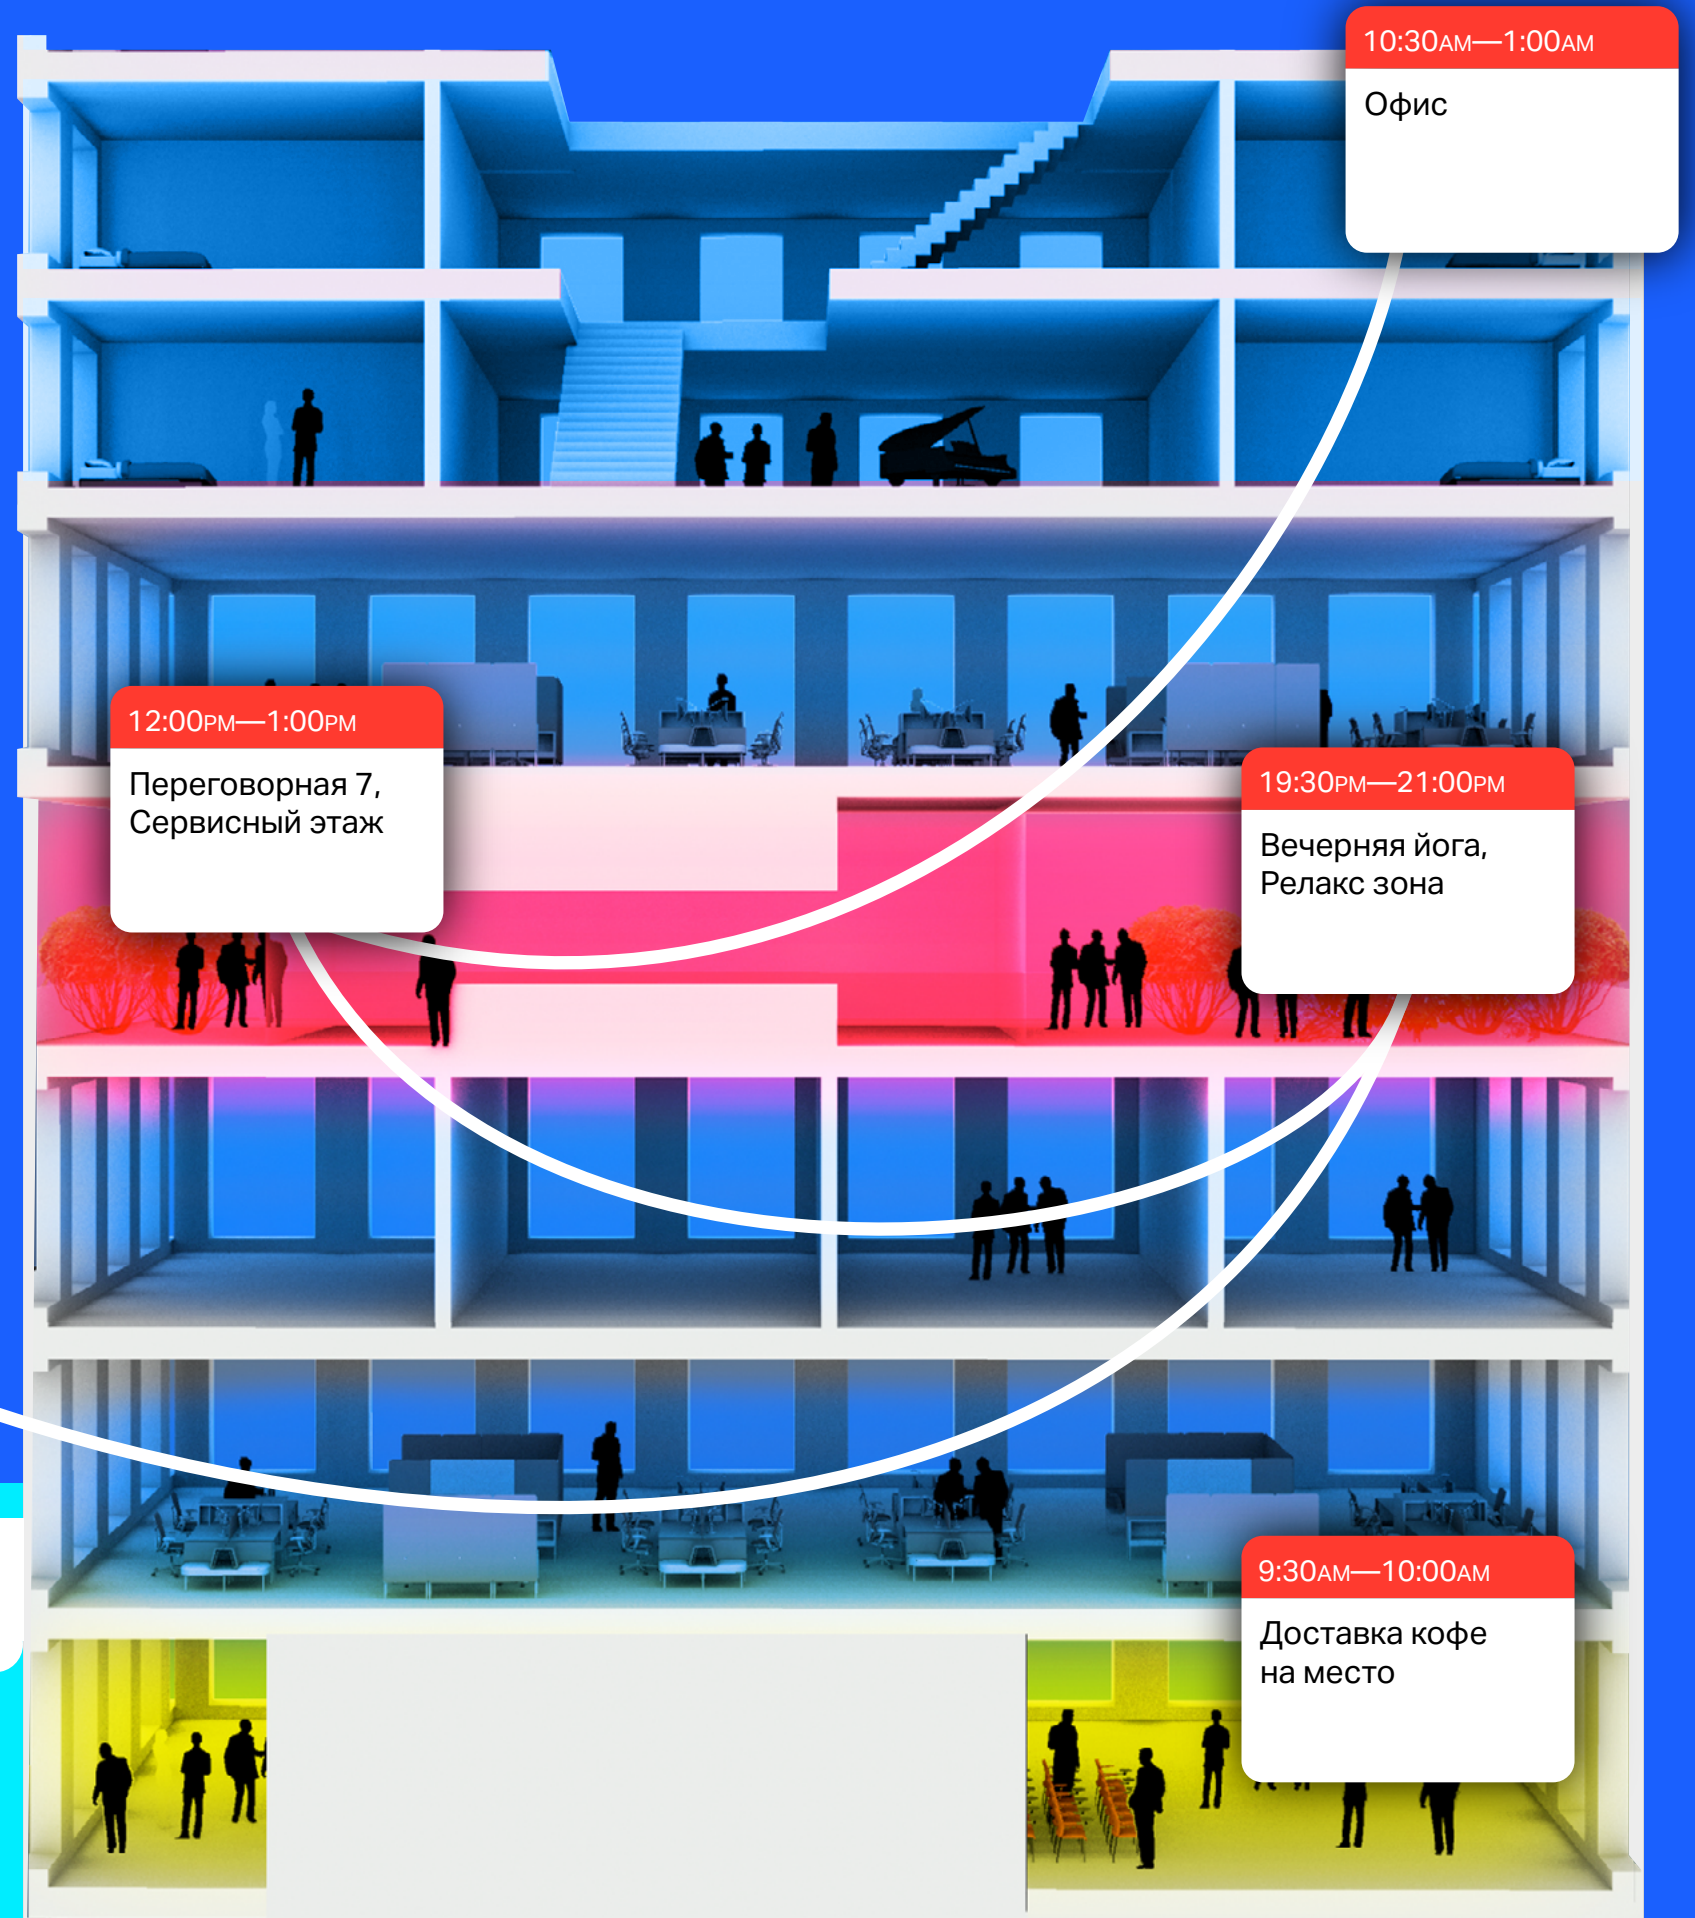 10:30AM—1:00AM
Офис
12:00PM—1:00PM
Переговорная 7,
Сервисный этаж
19:30PM—21:00PM
Вечерняя йога,
Релакс зона
9:30AM—10:00AM
Доставка кофе
на место